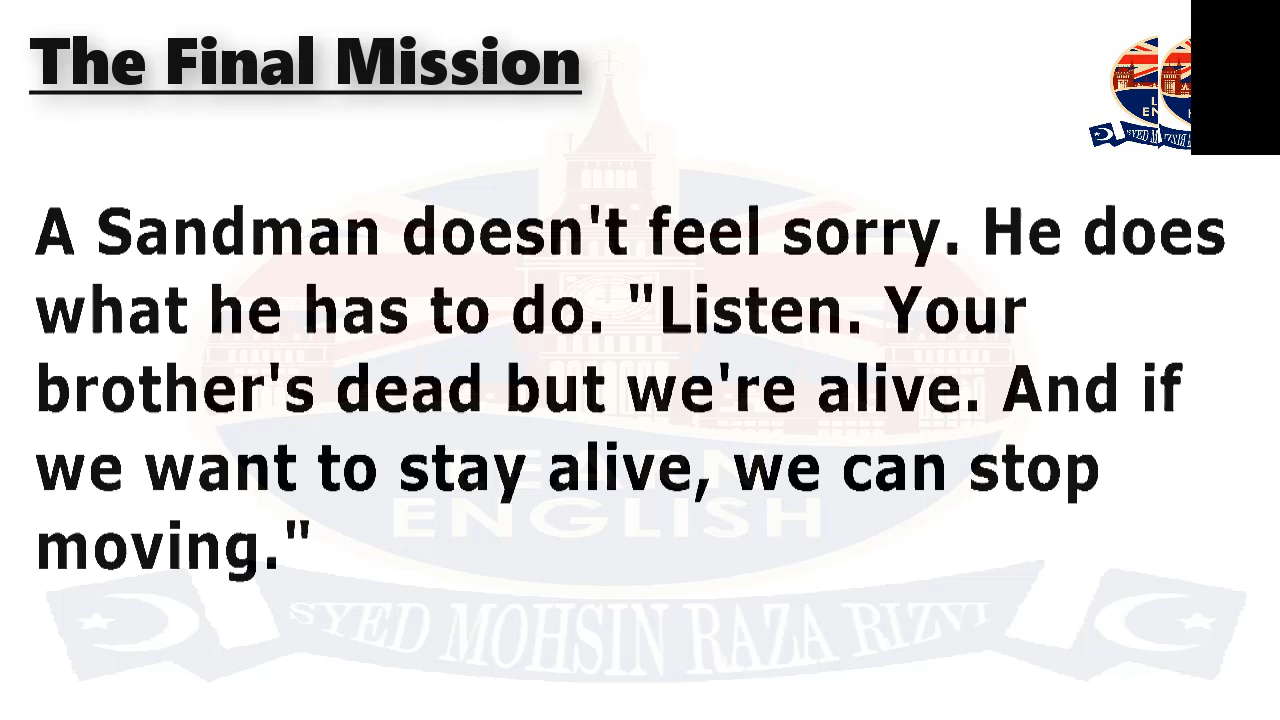 The Final Mission
A Sandman doesn't feel sorry. He does
what he has to do. "Listen. Your
brother's dead but we're alive. And if
we want to stay alive, we can stop
moving."
LEARN
ENGLISH
SYED MOHSIN RAZA RIZVI